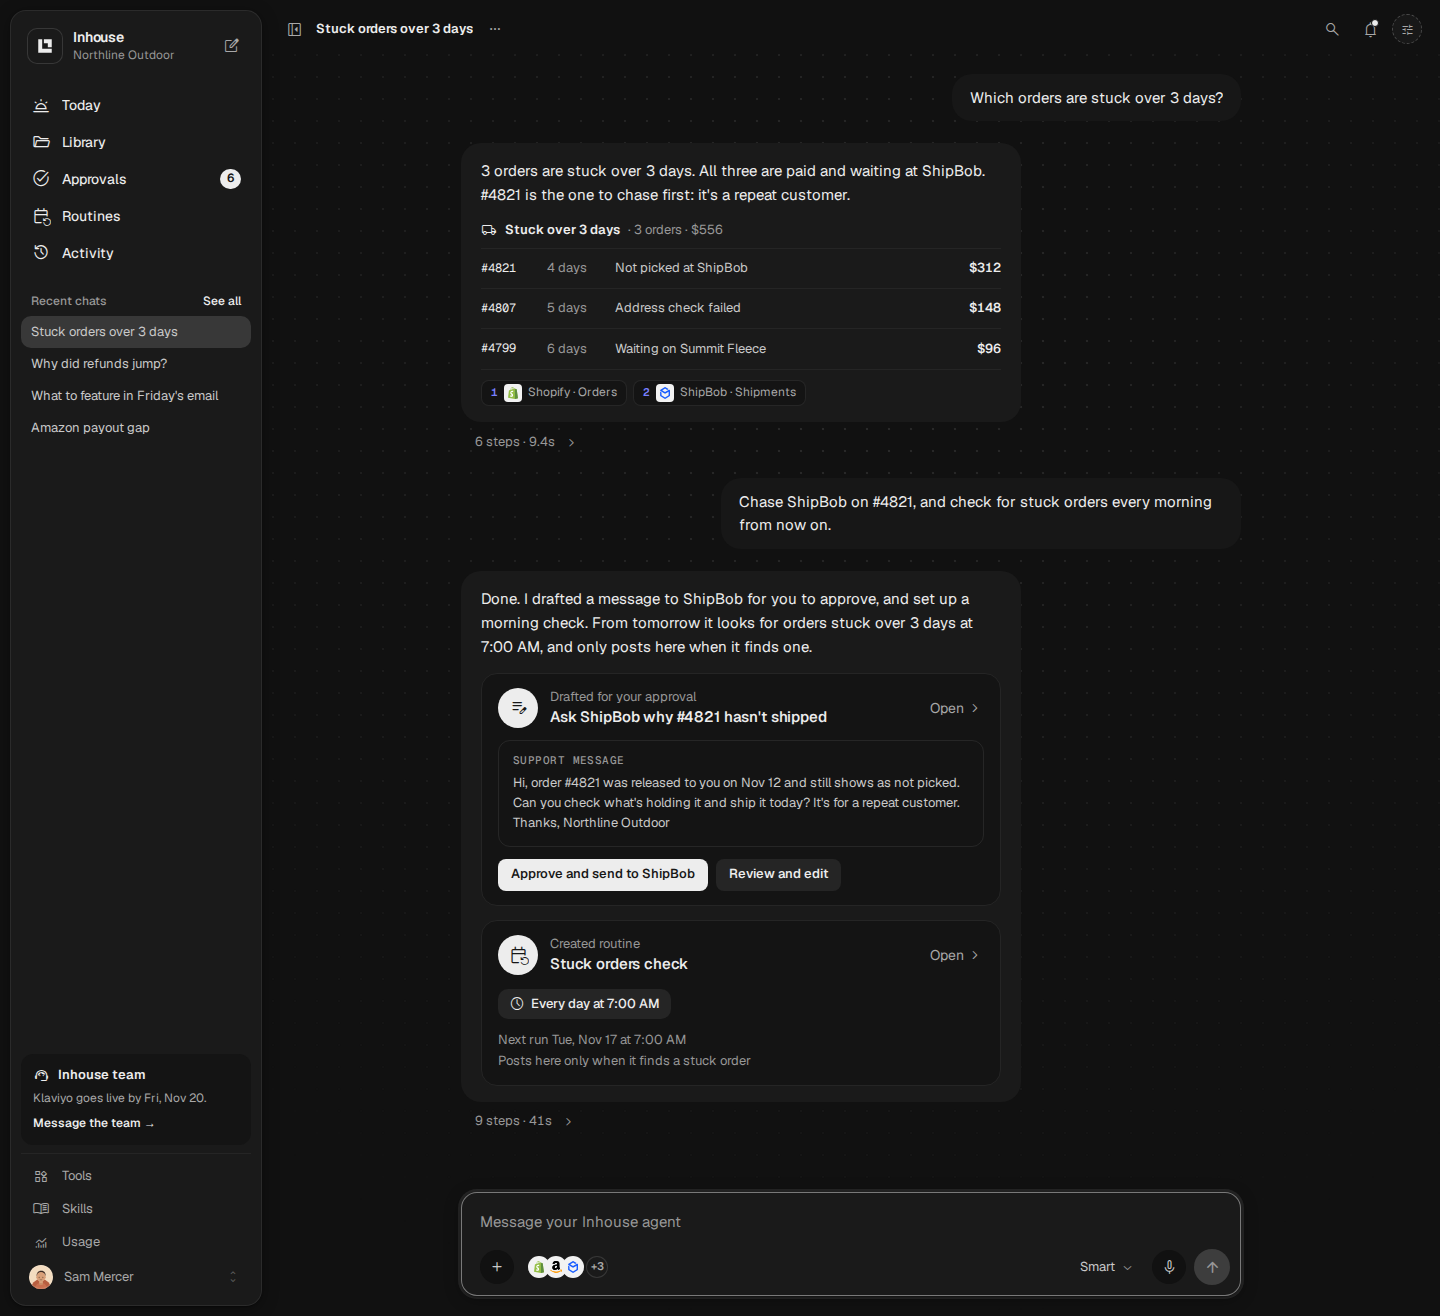 Inhouse
Northline Outdoor
Today
Library
Approvals 6
Routines
Activity
Recent chats See all
Stuck orders over 3 days
Why did refunds jump?
What to feature in Friday's email
Amazon payout gap
Inhouse team
Klaviyo goes live by Fri, Nov 20.
Message the team →
Tools
Skills
Usage
Sam Mercer
Stuck orders over 3 days ···
Which orders are stuck over 3 days?
3 orders are stuck over 3 days. All three are paid and waiting at ShipBob.
#4821 is the one to chase first: it's a repeat customer.
Stuck over 3 days · 3 orders · $556
#4821 4 days Not picked at ShipBob $312
#4807 5 days Address check failed $148
#4799 6 days Waiting on Summit Fleece $96
1 Shopify · Orders 2 ShipBob · Shipments
6 steps · 9.4s
Chase ShipBob on #4821, and check for stuck orders every morning
from now on.
Done. I drafted a message to ShipBob for you to approve, and set up a
morning check. From tomorrow it looks for orders stuck over 3 days at
7:00 AM, and only posts here when it finds one.
Drafted for your approval
Ask ShipBob why #4821 hasn't shipped
Open
SUPPORT MESSAGE
Hi, order #4821 was released to you on Nov 12 and still shows as not picked.
Can you check what's holding it and ship it today? It's for a repeat customer.
Thanks, Northline Outdoor
Approve and send to ShipBob Review and edit
Created routine
Stuck orders check
Open
Every day at 7:00 AM
Next run Tue, Nov 17 at 7:00 AM
Posts here only when it finds a stuck order
9 steps · 41s
Message your Inhouse agent
+ a +3 Smart